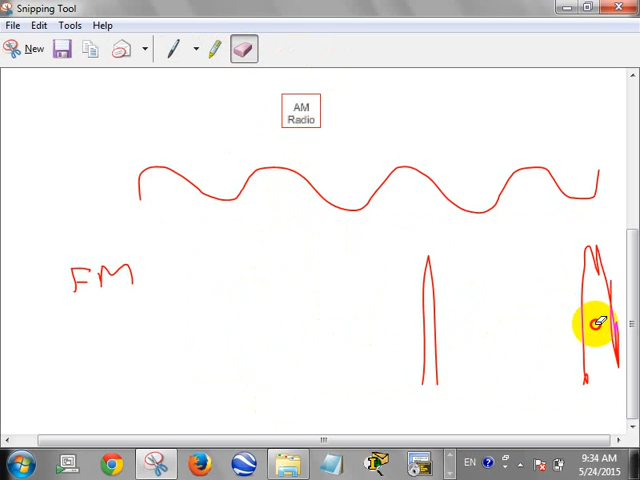 Snipping Tool
File Edit Tools Help
New
AM
Radio
FM
EN
9:34 AM
5/24/2015